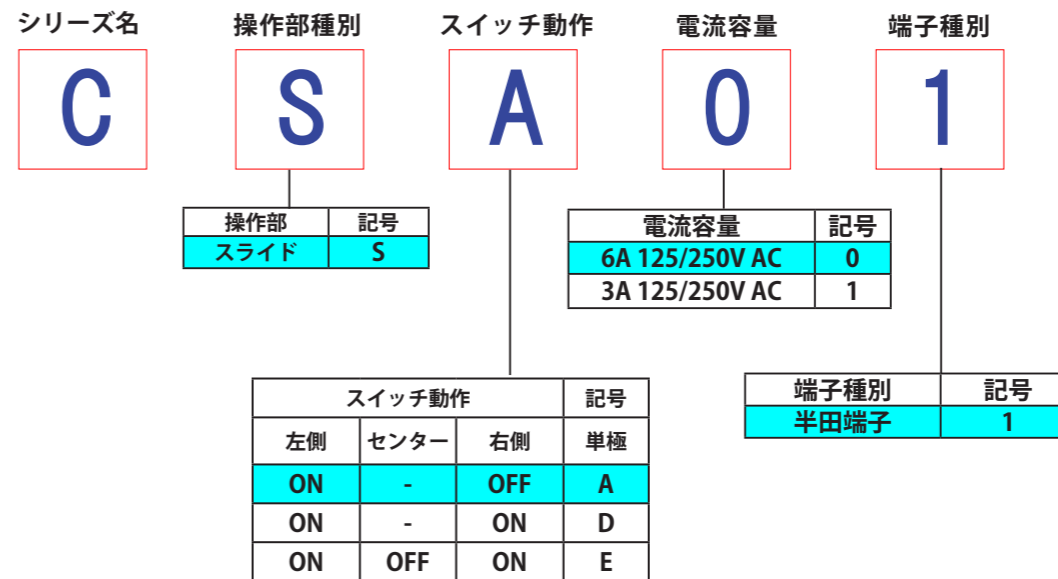 シリーズ名 操作部種別 スイッチ動作 電流容量 端子種別
C S A 0 1
操作部 記号
スライド S
電流容量 記号
6A 125/250V AC 0
3A 125/250V AC 1
スイッチ動作 記号
左側 センター 右側 単極
ON - OFF A
ON - ON D
ON OFF ON E
端子種別 記号
半田端子 1